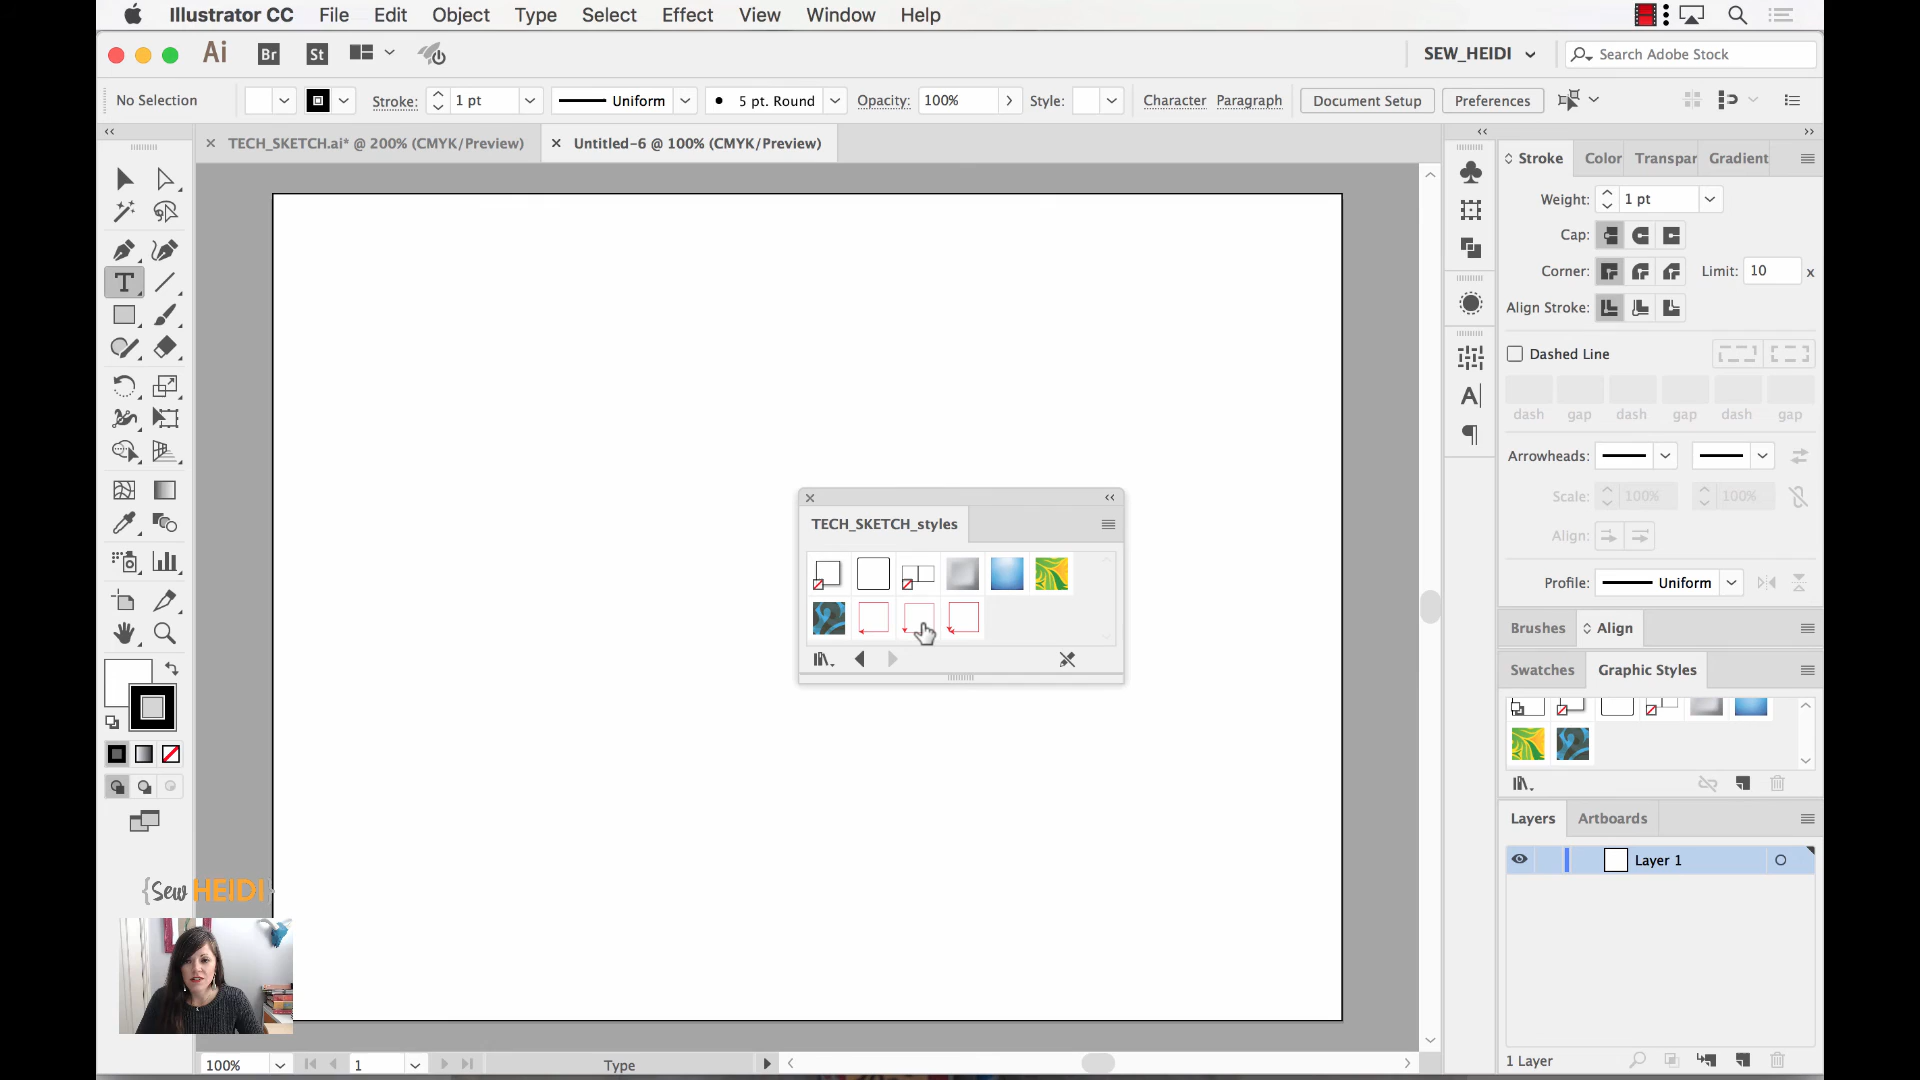 Illustrator CC File Edit Object Type Select Effect View Window Help
Ai Br St SEW_HEIDI Search Adobe Stock
No Selection Stroke: 1 pt Uniform 5 pt. Round Opacity: 100% Style: Character Paragraph Document Setup Preferences
TECH_SKETCH.ai* @ 200% (CMYK/Preview) Untitled-6 @ 100% (CMYK/Preview)
Stroke Color Transpar Gradient
Weight: 1 pt
Cap:
Corner: Limit: 10 x
Align Stroke:
Dashed Line
dash gap dash gap dash gap
Arrowheads:
Scale: 100% 100%
Align:
Profile: Uniform
TECH_SKETCH_styles
Brushes Align
Swatches Graphic Styles
Layers Artboards
Layer 1
{Sew HEIDI}
1 Layer
100% 1 Type